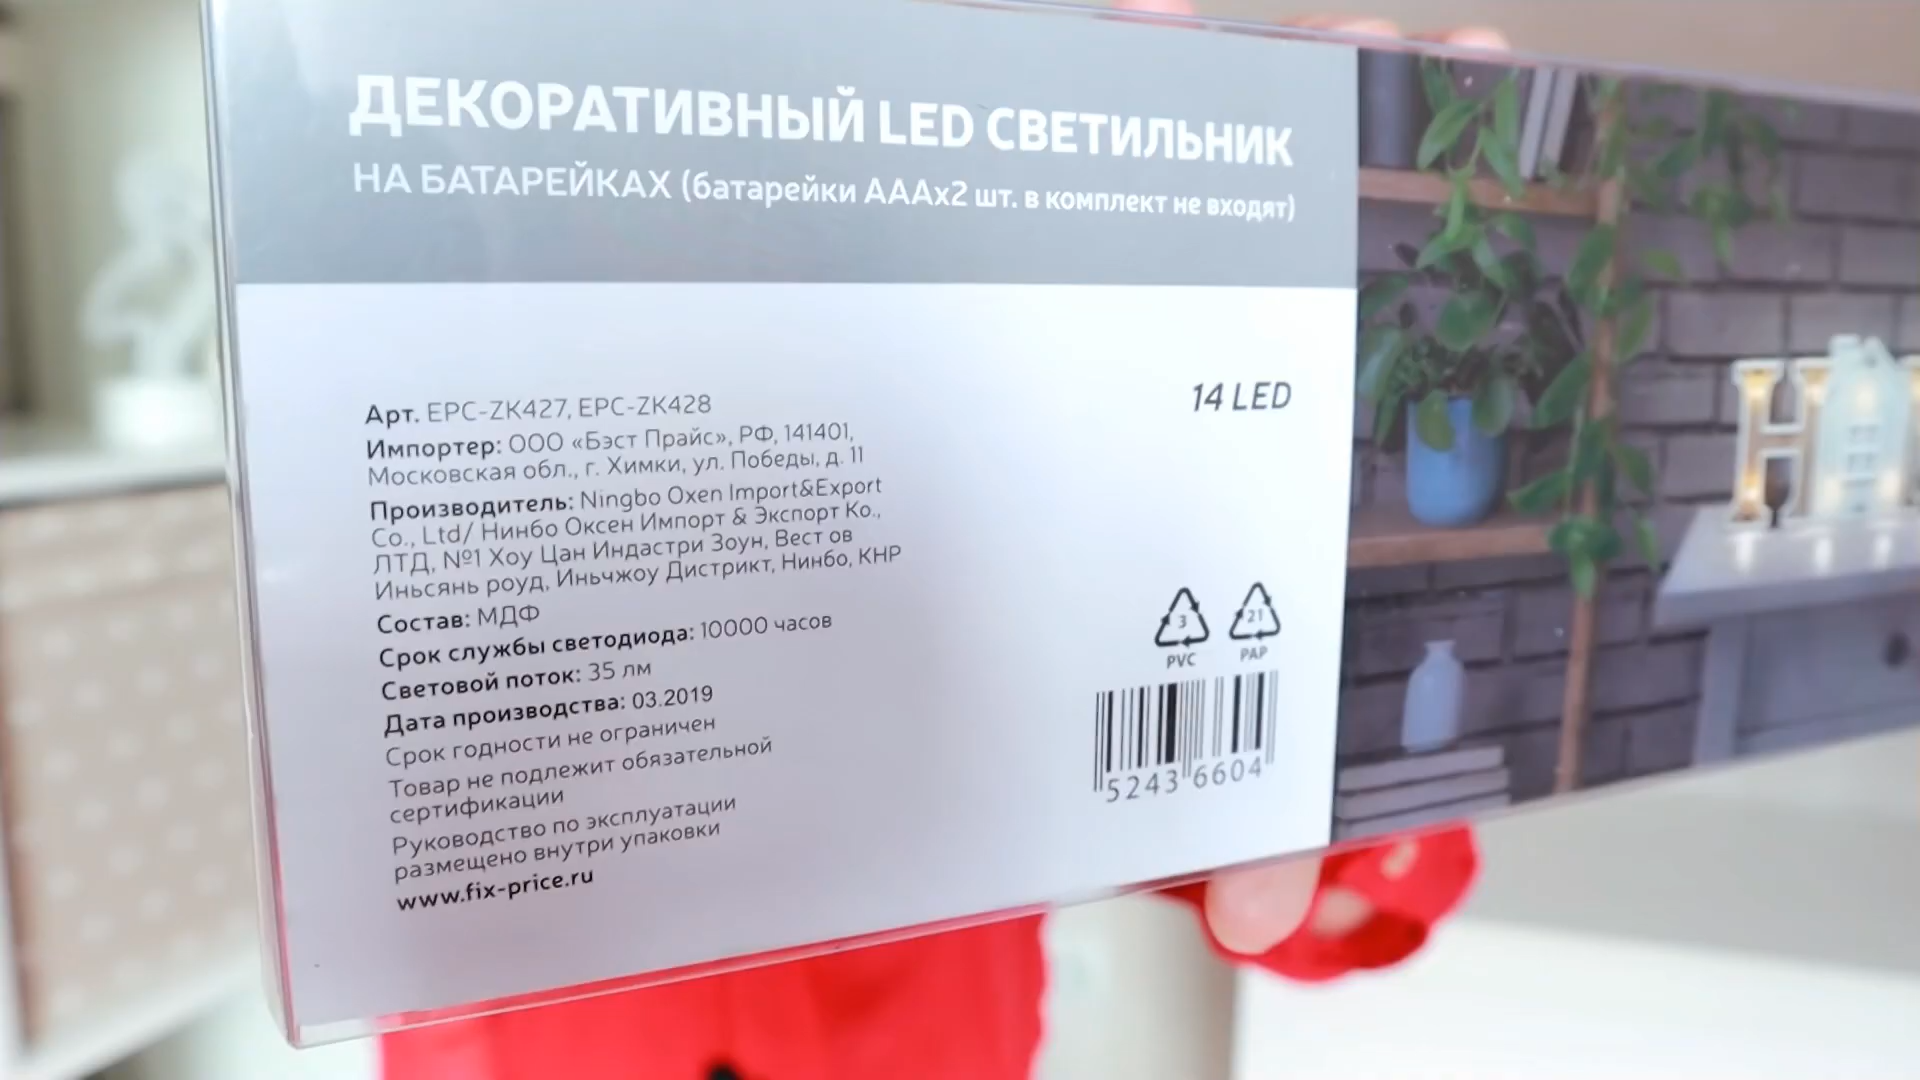 ДЕКОРАТИВНЫЙ LED СВЕТИЛЬНИК
НА БАТАРЕЙКАХ (батарейки АААх2 шт. в комплект не входят)
14 LED
Арт. EPC-ZK427, EPC-ZK428
Импортер: ООО «Бэст Прайс», РФ, 141401,
Московская обл., г. Химки, ул. Победы, д. 11
Производитель: Ningbo Oxen Import&Export
Co., Ltd/ Нинбо Оксен Импорт & Экспорт Ко.,
ЛТД, №1 Хоу Цан Индастри Зоун, Вест ов
Иньсянь роуд, Иньчжоу Дистрикт, Нинбо, КНР
Состав: МДФ
Срок службы светодиода: 10000 часов
Световой поток: 35 лм
Дата производства: 03.2019
Срок годности не ограничен
Товар не подлежит обязательной
сертификации
Руководство по эксплуатации
размещено внутри упаковки
www.fix-price.ru
3 21
PVC PAP
5243 6604
H